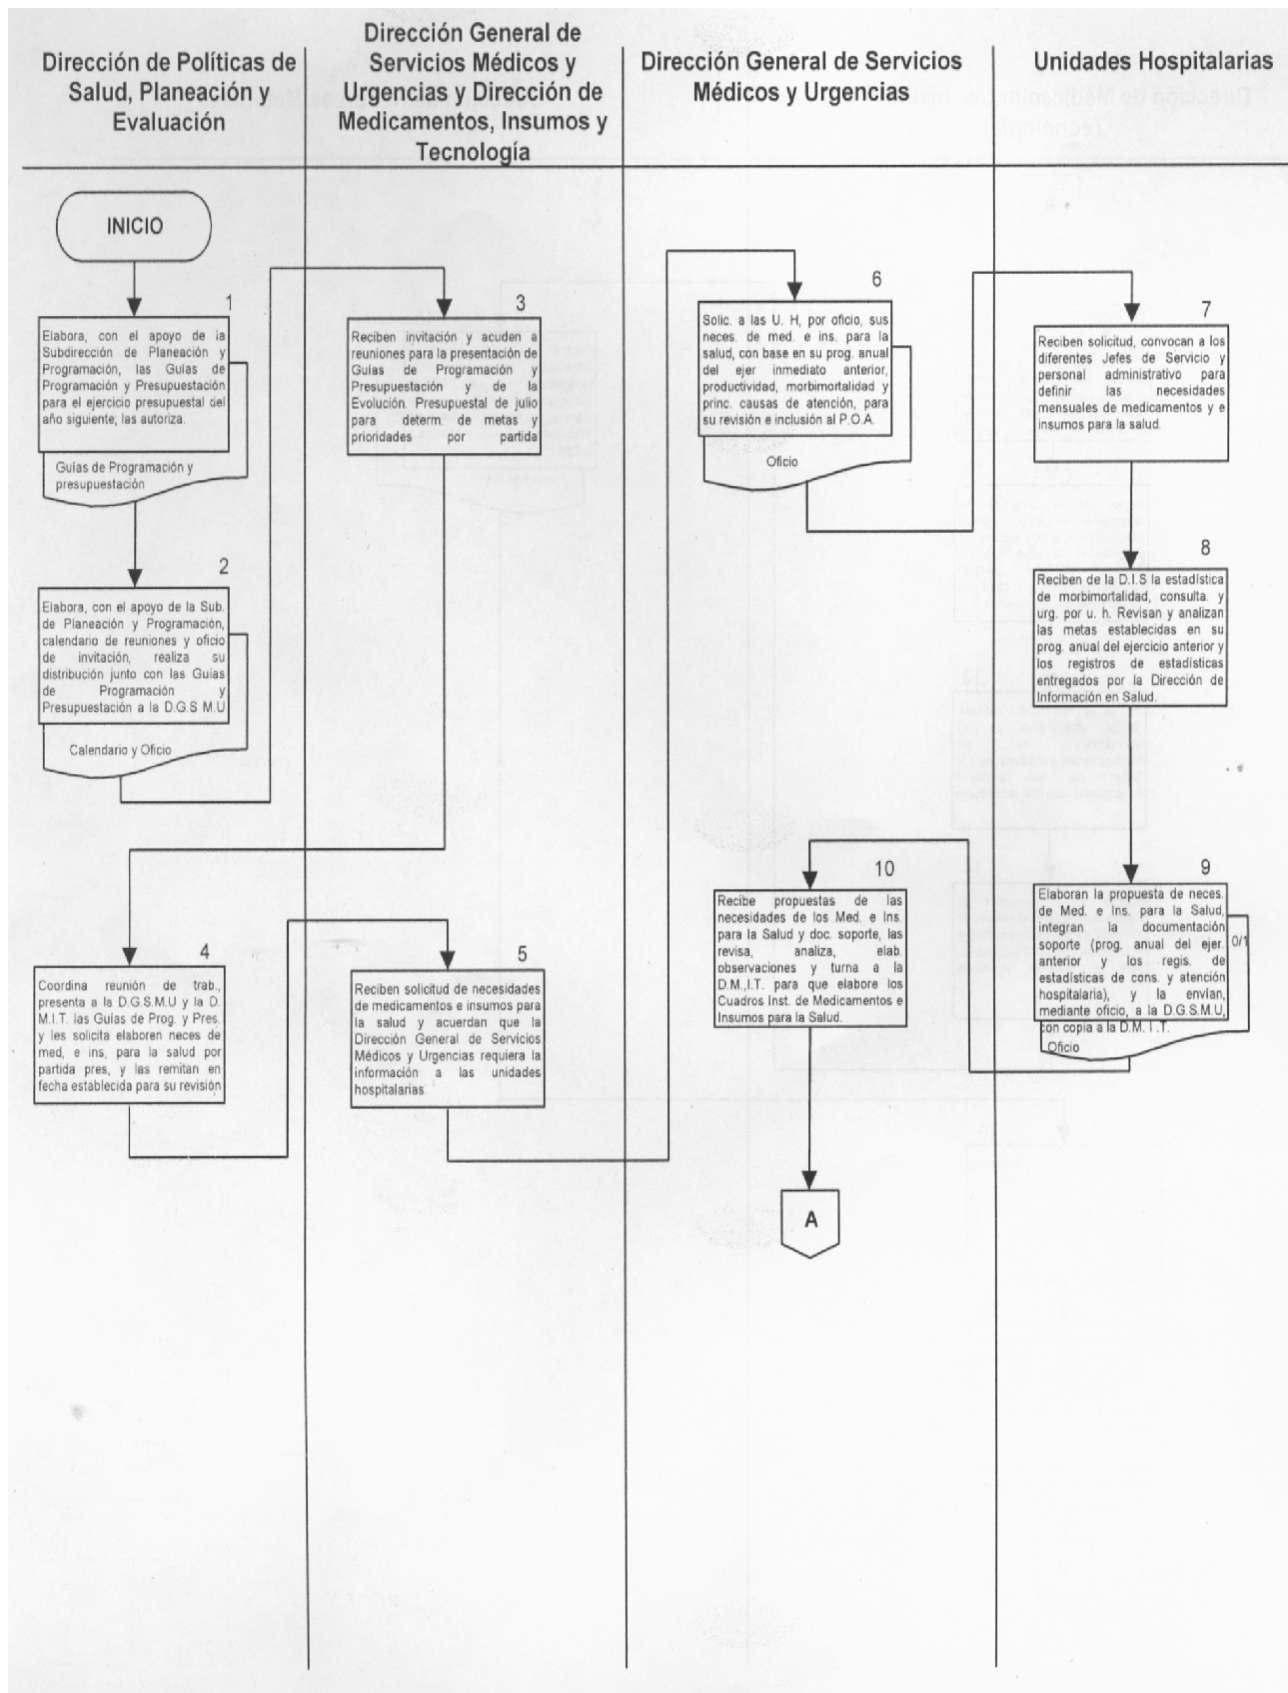 Dirección de Políticas de
Salud, Planeación y
Evaluación
Dirección General de
Servicios Médicos y
Urgencias y Dirección de
Medicamentos, Insumos y
Tecnología
Dirección General de Servicios
Médicos y Urgencias
Unidades Hospitalarias
INICIO
1
Elabora, con el apoyo de la
Subdirección de Planeación y
Programación, las Guías de
Programación y Presupuestación
para el ejercicio presupuestal del
año siguiente, las autoriza.
Guías de Programación y
presupuestación
2
Elabora, con el apoyo de la Sub.
de Planeación y Programación,
calendario de reuniones y oficio
de invitación, realiza su
distribución junto con las Guías
de Programación y
Presupuestación a la D.G.S M.U
Calendario y Oficio
3
Reciben invitación y acuden a
reuniones para la presentación de
Guías de Programación y
Presupuestación y de la
Evolución. Presupuestal de julio
para determ. de metas y
prioridades por partida
4
Coordina reunión de trab.,
presenta a la D.G.S.M.U y la D.
M.I.T. las Guías de Prog. y Pres.
y les solicita elaboren neces de
med, e ins, para la salud por
partida pres, y las remitan en
fecha establecida para su revisión
5
Reciben solicitud de necesidades
de medicamentos e insumos para
la salud y acuerdan que la
Dirección General de Servicios
Médicos y Urgencias requiera la
información a las unidades
hospitalarias
6
Solic. a las U. H, por oficio, sus
neces. de med. e ins. para la
salud, con base en su prog. anual
del ejer inmediato anterior,
productividad, morbimortalidad y
princ. causas de atención, para
su revisión e inclusión al P.O.A.
Oficio
7
Reciben solicitud, convocan a los
diferentes Jefes de Servicio y
personal administrativo para
definir las necesidades
mensuales de medicamentos y e
insumos para la salud.
8
Reciben de la D.I.S la estadística
de morbimortalidad, consulta. y
urg. por u. h. Revisan y analizan
las metas establecidas en su
prog. anual del ejercicio anterior y
los registros de estadísticas
entregados por la Dirección de
Información en Salud.
9
Elaboran la propuesta de neces.
de Med. e Ins. para la Salud,
integran la documentación
soporte (prog. anual del ejer.
anterior y los regis. de
estadísticas de cons. y atención
hospitalaria), y la envían,
mediante oficio, a la D.G.S.M.U,
con copia a la D.M. I .T.
0/1
Oficio
10
Recibe propuestas de las
necesidades de los Med. e Ins.
para la Salud y doc. soporte, las
revisa, analiza, elab.
observaciones y turna a la
D.M.,I.T. para que elabore los
Cuadros Inst. de Medicamentos e
Insumos para la Salud.
A